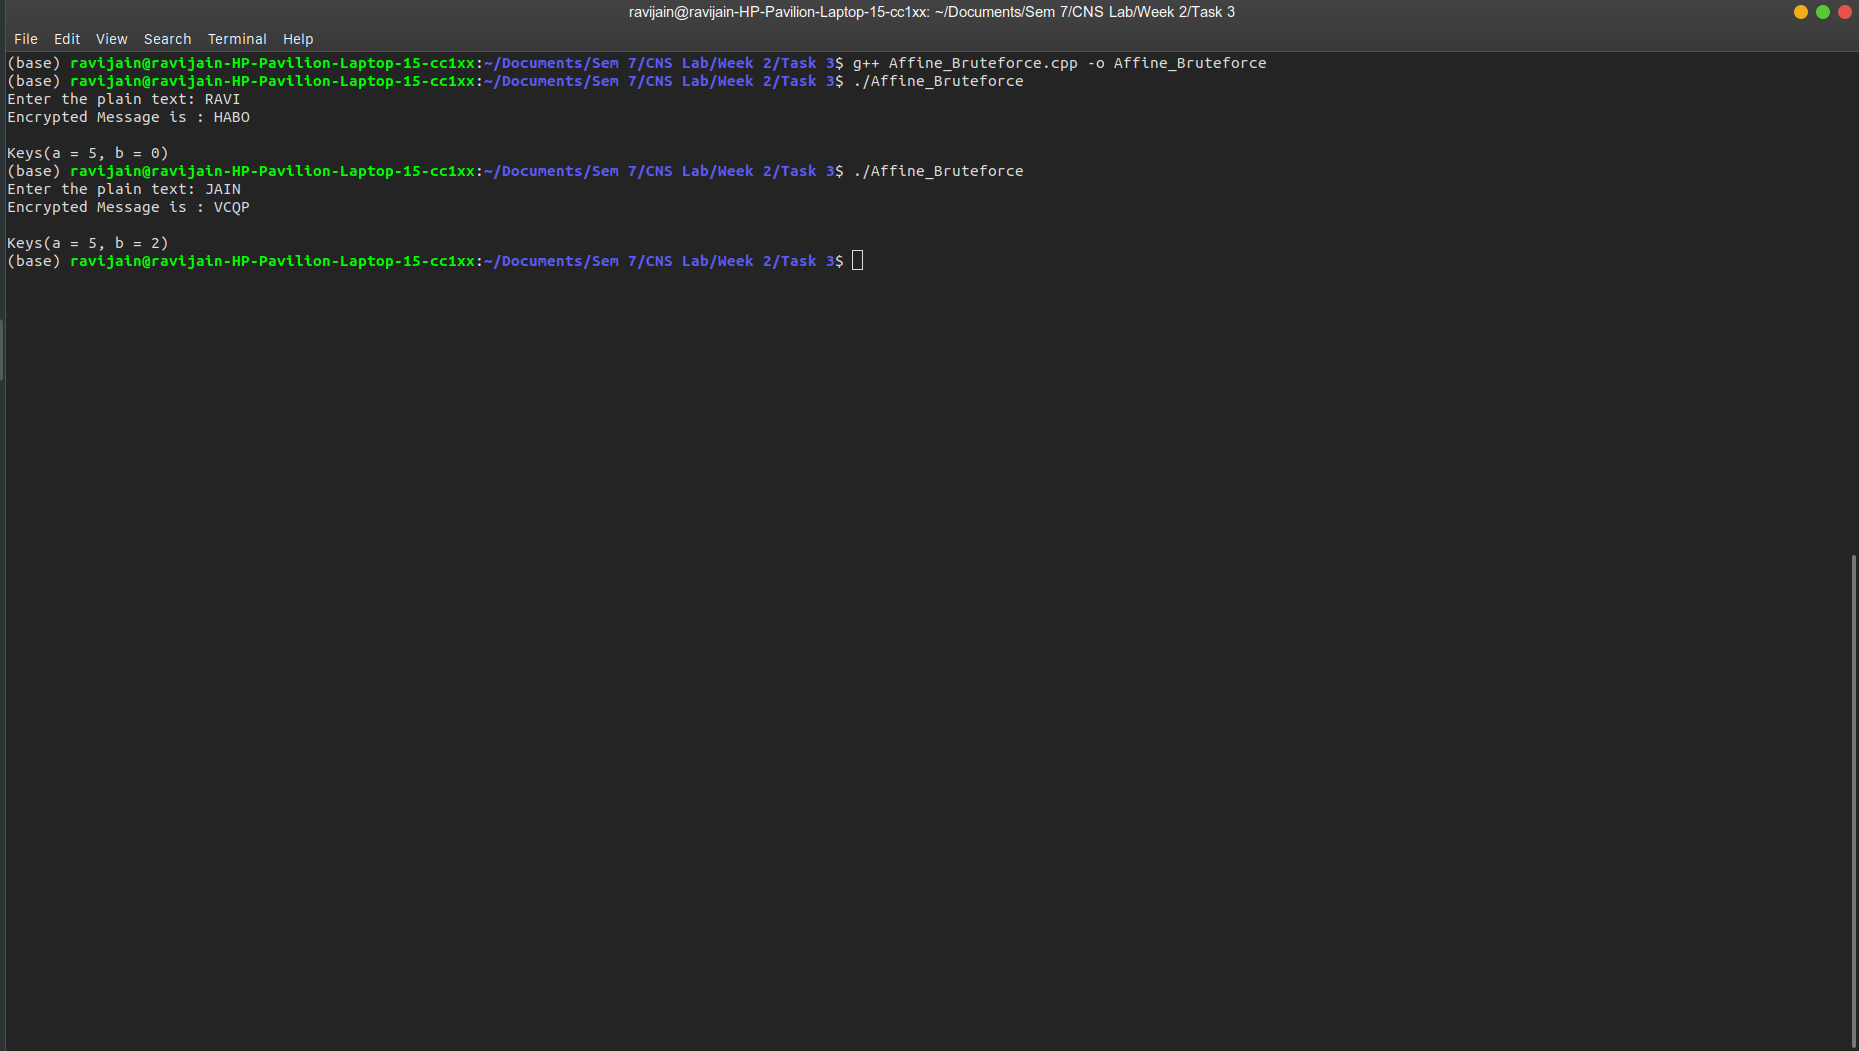 ravijain@ravijain-HP-Pavilion-Laptop-15-cc1xx: ~/Documents/Sem 7/CNS Lab/Week 2/Task 3
File Edit View Search Terminal Help
(base) ravijain@ravijain-HP-Pavilion-Laptop-15-cc1xx:~/Documents/Sem 7/CNS Lab/Week 2/Task 3$ g++ Affine_Bruteforce.cpp -o Affine_Bruteforce
(base) ravijain@ravijain-HP-Pavilion-Laptop-15-cc1xx:~/Documents/Sem 7/CNS Lab/Week 2/Task 3$ ./Affine_Bruteforce
Enter the plain text: RAVI
Encrypted Message is : HABO
Keys(a = 5, b = 0)
(base) ravijain@ravijain-HP-Pavilion-Laptop-15-cc1xx:~/Documents/Sem 7/CNS Lab/Week 2/Task 3$ ./Affine_Bruteforce
Enter the plain text: JAIN
Encrypted Message is : VCQP
Keys(a = 5, b = 2)
(base) ravijain@ravijain-HP-Pavilion-Laptop-15-cc1xx:~/Documents/Sem 7/CNS Lab/Week 2/Task 3$